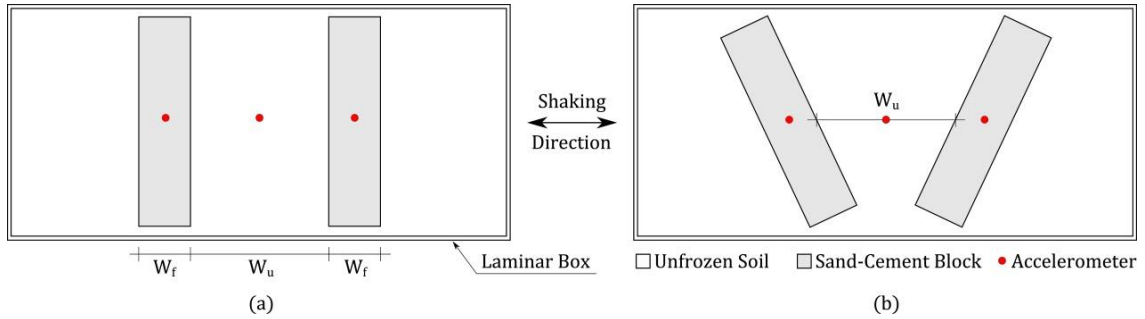 W_f
W_u
W_f
Laminar Box
(a)
Shaking
Direction
W_u
Unfrozen Soil
Sand-Cement Block
Accelerometer
(b)